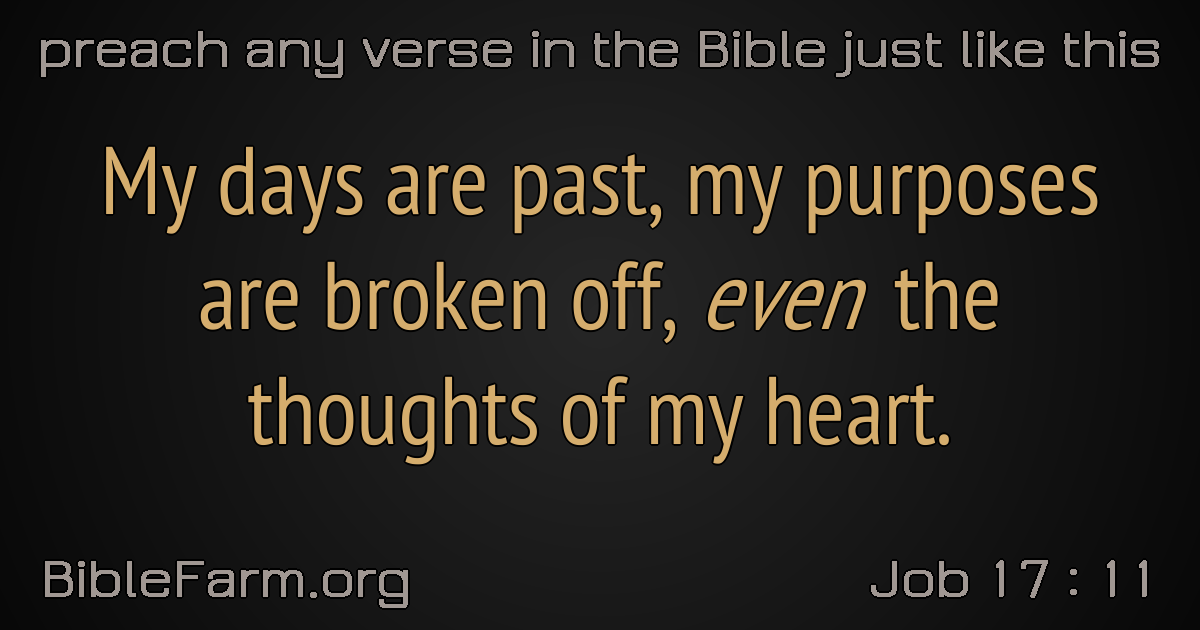 preach any verse in the Bible just like this
My days are past, my purposes
are broken off, even the
thoughts of my heart.
BibleFarm.org
Job 17 : 11